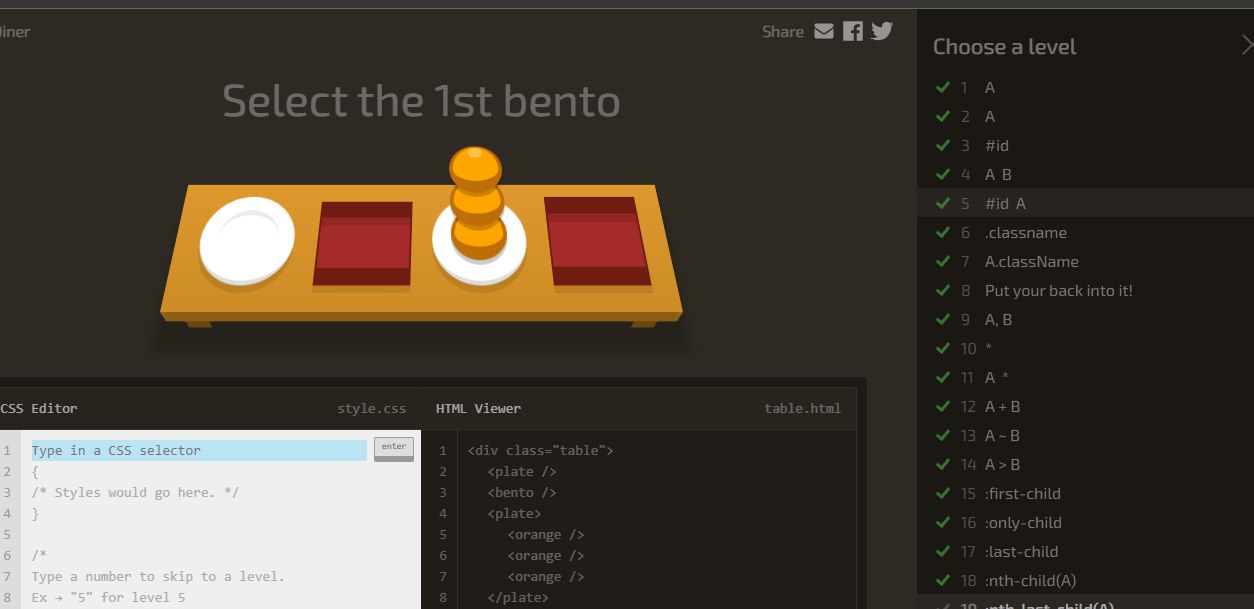 Diner
Share
Select the 1st bento
CSS Editor
style.css
1 Type in a CSS selector
enter
2 {
3 /* Styles would go here. */
4 }
5
6 /*
7 Type a number to skip to a level.
8 Ex → "5" for level 5
HTML Viewer
table.html
1 <div class="table">
2 <plate />
3 <bento />
4 <plate>
5 <orange />
6 <orange />
7 <orange />
8 </plate>
Choose a level
1 A
2 A
3 #id
4 A B
5 #id A
6 .classname
7 A.className
8 Put your back into it!
9 A, B
10 *
11 A *
12 A + B
13 A ~ B
14 A > B
15 :first-child
16 :only-child
17 :last-child
18 :nth-child(A)
19 :nth-last-child(A)